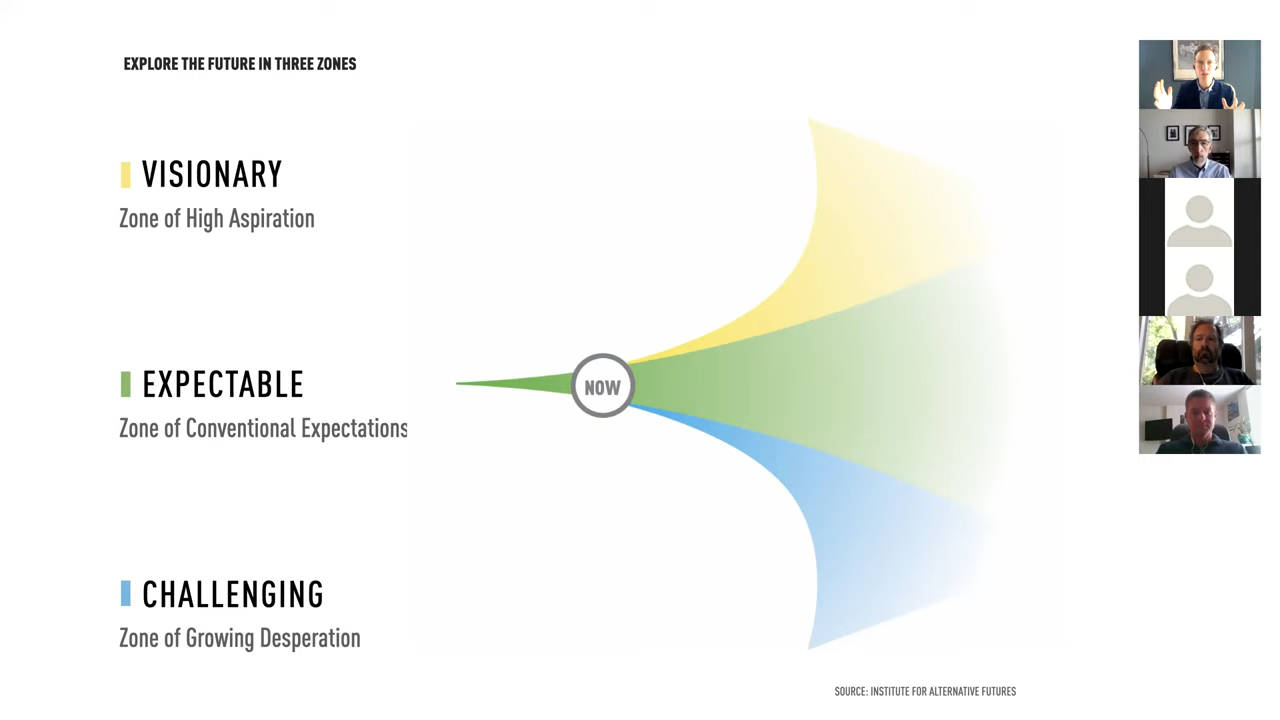 EXPLORE THE FUTURE IN THREE ZONES
VISIONARY
Zone of High Aspiration
EXPECTABLE
Zone of Conventional Expectations
NOW
CHALLENGING
Zone of Growing Desperation
SOURCE: INSTITUTE FOR ALTERNATIVE FUTURES